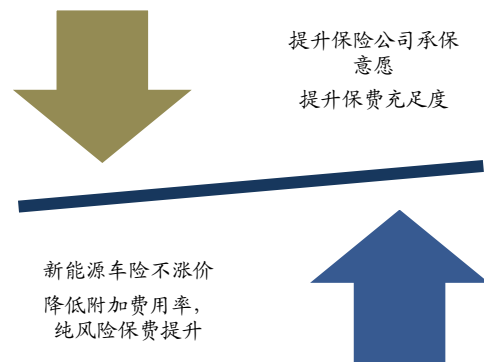 提升保险公司承保
意愿
提升保费充足度
新能源车险不涨价
降低附加费用率，
纯风险保费提升